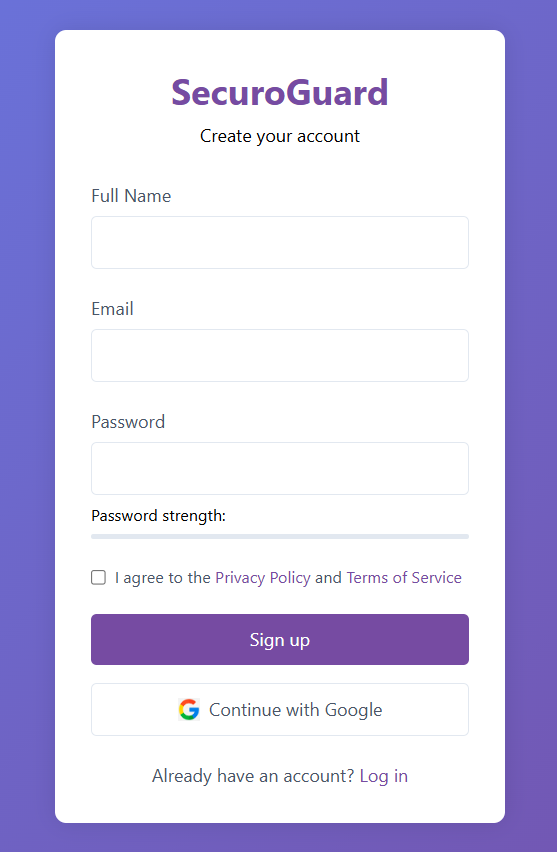 SecuroGuard
Create your account
Full Name
Email
Password
Password strength:
I agree to the Privacy Policy and Terms of Service
Sign up
Continue with Google
Already have an account? Log in